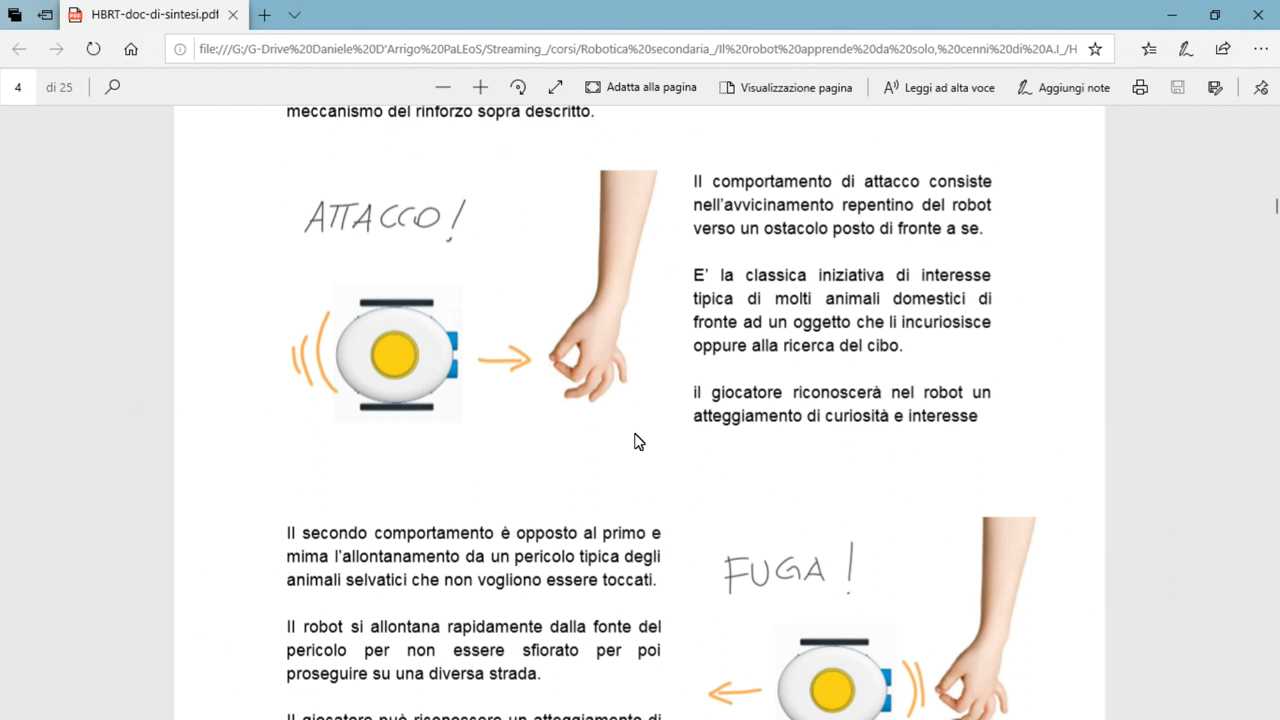 HBRT-doc-di-sintesi.pdf
file:///G:/G-Drive%20Daniele%20D'Arrigo%20PaLEoS/Streaming_/corsi/Robotica%20secondaria_/Il%20robot%20apprende%20da%20solo,%20cenni%20di%20A.I_/H
4 di 25 Adatta alla pagina Visualizzazione pagina Leggi ad alta voce Aggiungi note
meccanismo del rinforzo sopra descritto.
ATTACCO!
Il comportamento di attacco consiste
nell'avvicinamento repentino del robot
verso un ostacolo posto di fronte a se.
E' la classica iniziativa di interesse
tipica di molti animali domestici di
fronte ad un oggetto che li incuriosisce
oppure alla ricerca del cibo.
il giocatore riconoscerà nel robot un
atteggiamento di curiosità e interesse
Il secondo comportamento è opposto al primo e
mima l'allontanamento da un pericolo tipica degli
animali selvatici che non vogliono essere toccati.
Il robot si allontana rapidamente dalla fonte del
pericolo per non essere sfiorato per poi
proseguire su una diversa strada.
Il giocatore può riconoscere un atteggiamento di
FUGA!